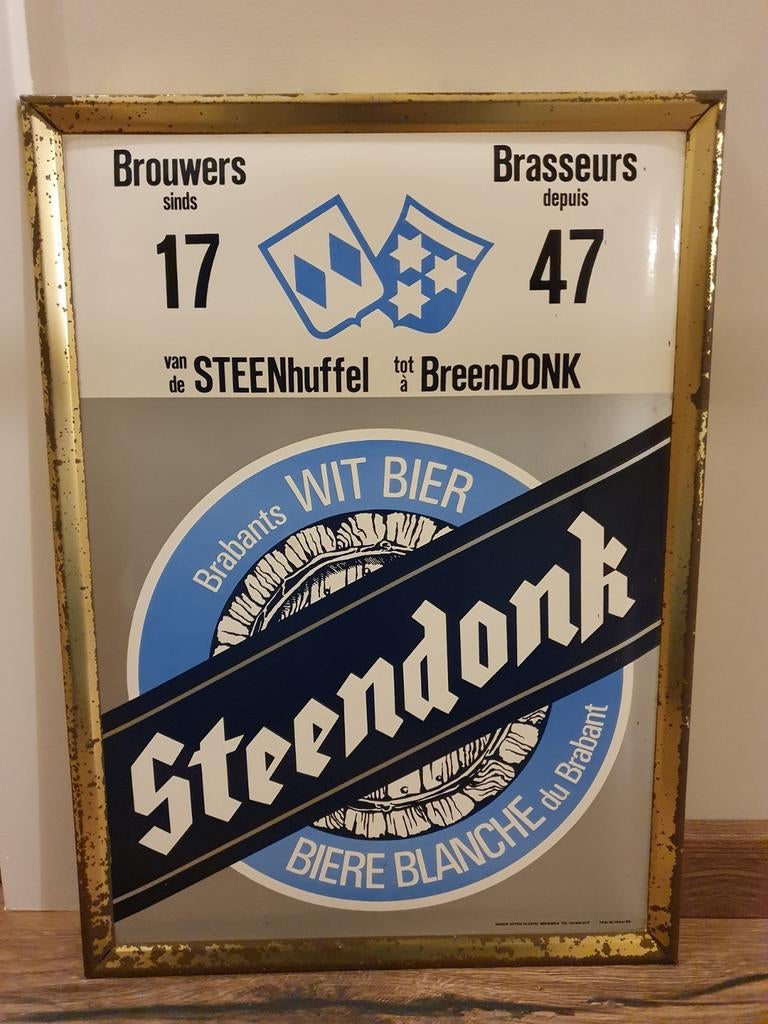 Brouwers
sinds
17
Brasseurs
depuis
47
van de STEENhuffel tot à BreenDONK
Brabants WIT BIER
Steendonk
BIERE BLANCHE du Brabant